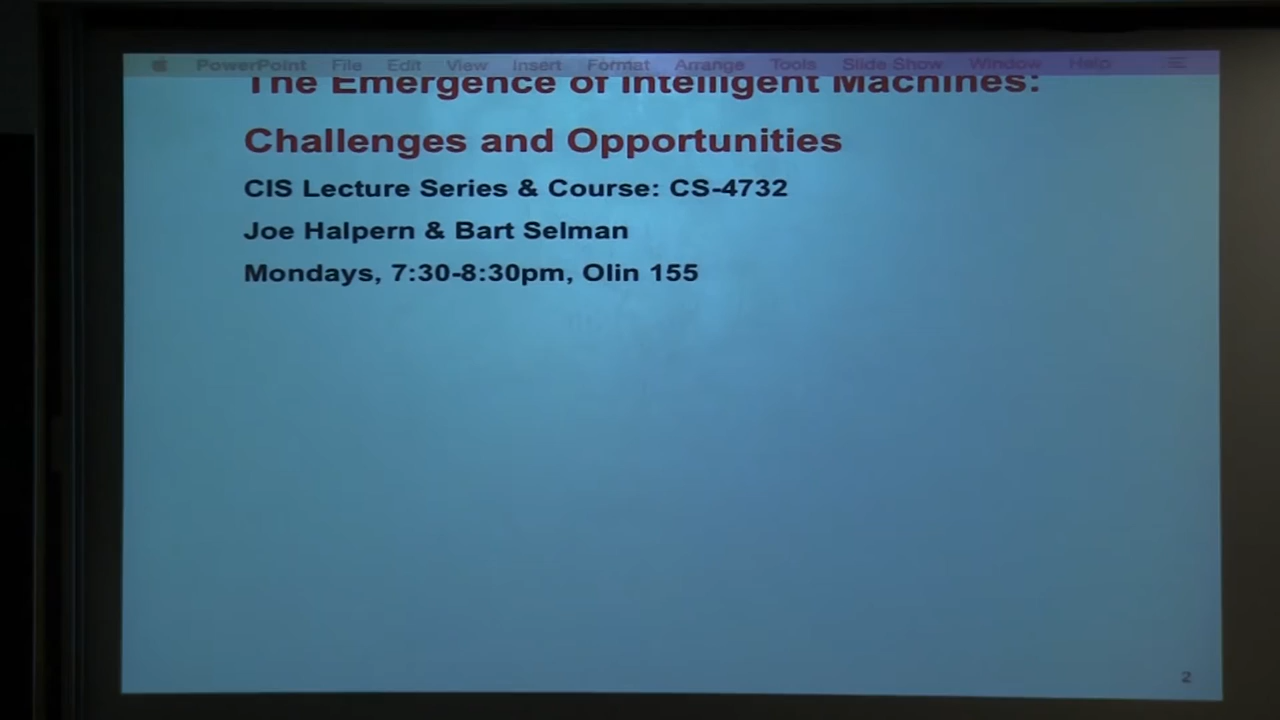 PowerPoint File Edit View Insert Format Arrange Tools Slide Show Window Help
The Emergence of Intelligent Machines:
Challenges and Opportunities
CIS Lecture Series & Course: CS-4732
Joe Halpern & Bart Selman
Mondays, 7:30-8:30pm, Olin 155
2